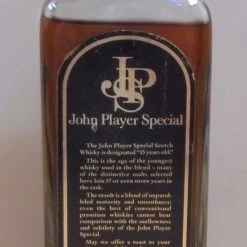 JPS
John Player Special
The John Player Special Scotch
Whisky is designated "15 years old."
This is the age of the youngest
whisky used in the blend - many
of the distinctive malts selected
have lain 17 or even more years in
the cask.
The result is a blend of unparal-
leled maturity and smoothness;
even the best of conventional
premium whiskies cannot bear
comparison with the mellowness
and subtlety of the John Player
Special.
May we offer a toast to your